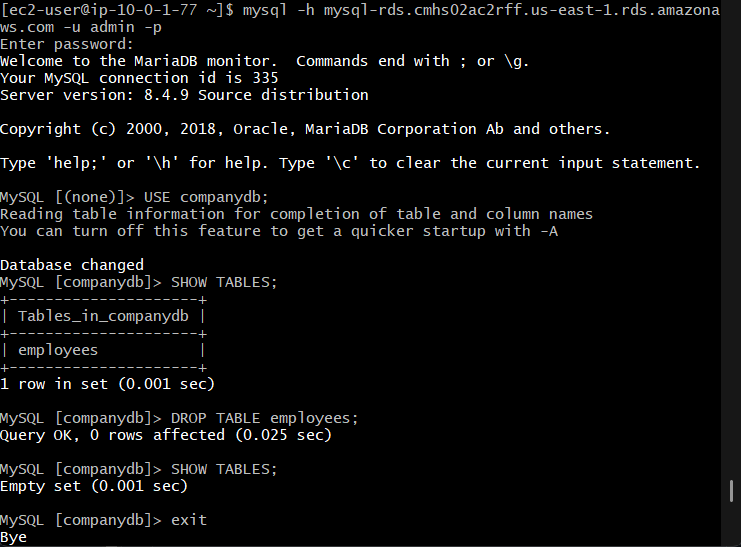 [ec2-user@ip-10-0-1-77 ~]$ mysql -h mysql-rds.cmhs02ac2rff.us-east-1.rds.amazona
ws.com -u admin -p
Enter password:
Welcome to the MariaDB monitor.  Commands end with ; or \g.
Your MySQL connection id is 335
Server version: 8.4.9 Source distribution

Copyright (c) 2000, 2018, Oracle, MariaDB Corporation Ab and others.

Type 'help;' or '\h' for help. Type '\c' to clear the current input statement.

MySQL [(none)]> USE companydb;
Reading table information for completion of table and column names
You can turn off this feature to get a quicker startup with -A

Database changed
MySQL [companydb]> SHOW TABLES;
+---------------------+
| Tables_in_companydb |
+---------------------+
| employees           |
+---------------------+
1 row in set (0.001 sec)

MySQL [companydb]> DROP TABLE employees;
Query OK, 0 rows affected (0.025 sec)

MySQL [companydb]> SHOW TABLES;
Empty set (0.001 sec)

MySQL [companydb]> exit
Bye